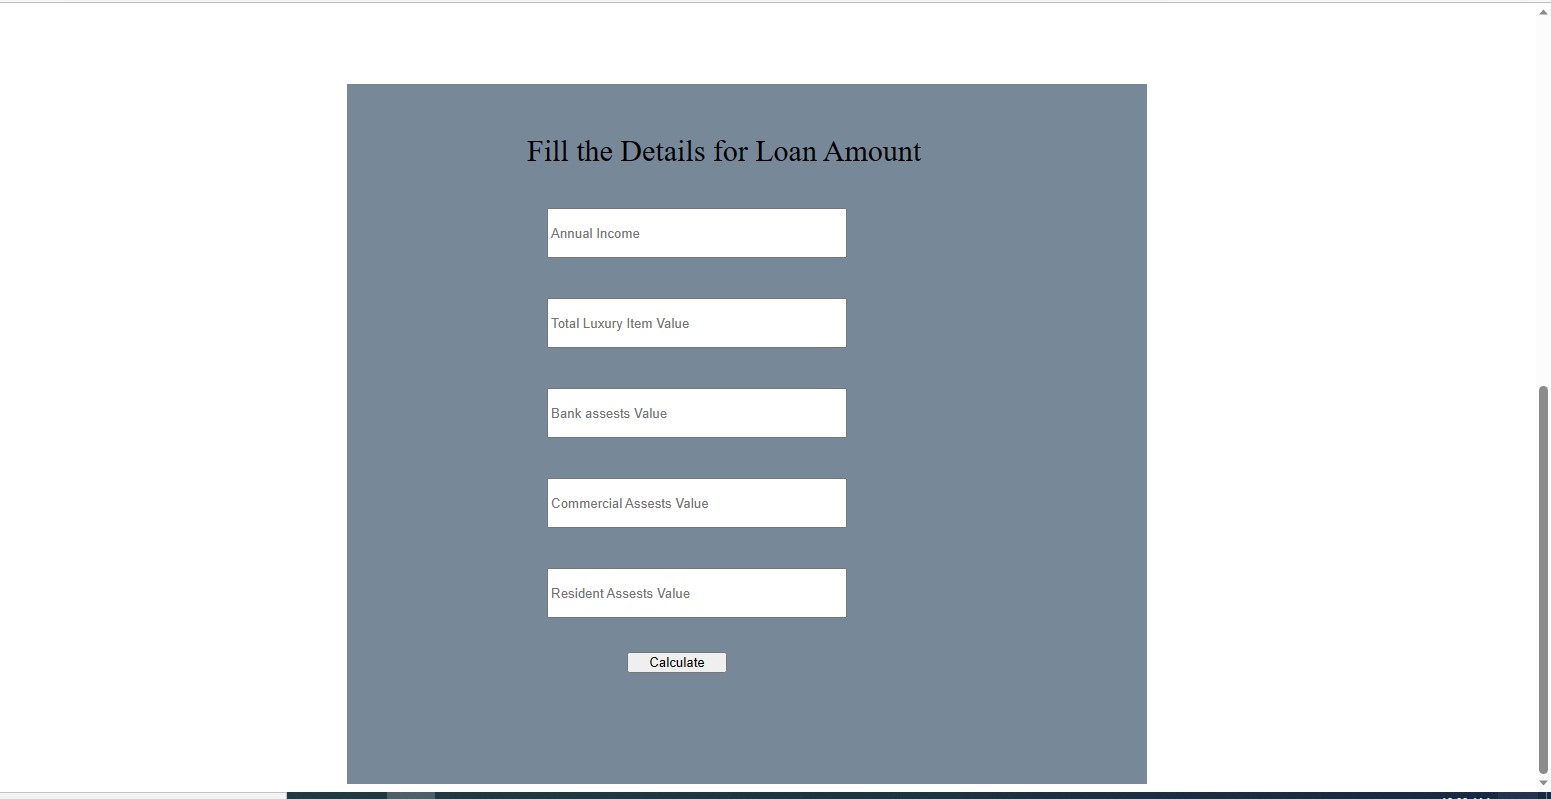 Fill the Details for Loan Amount
Annual Income
Total Luxury Item Value
Bank assests Value
Commercial Assests Value
Resident Assests Value
Calculate